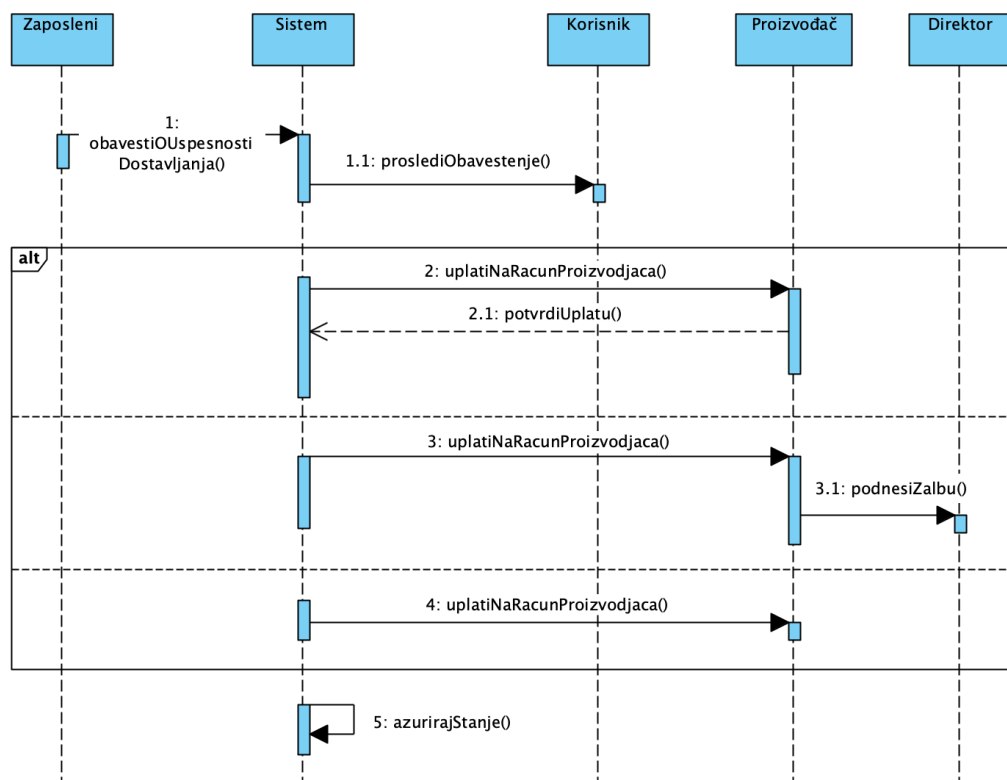 Zaposleni
Sistem
Korisnik
Proizvođač
Direktor
1:
obavestiOUspesnosti
Dostavljanja()
1.1: proslediObavestenje()
alt
2: uplatiNaRacunProizvodjaca()
2.1: potvrdiUplatu()
3: uplatiNaRacunProizvodjaca()
3.1: podnesiZalbu()
4: uplatiNaRacunProizvodjaca()
5: azurirajStanje()